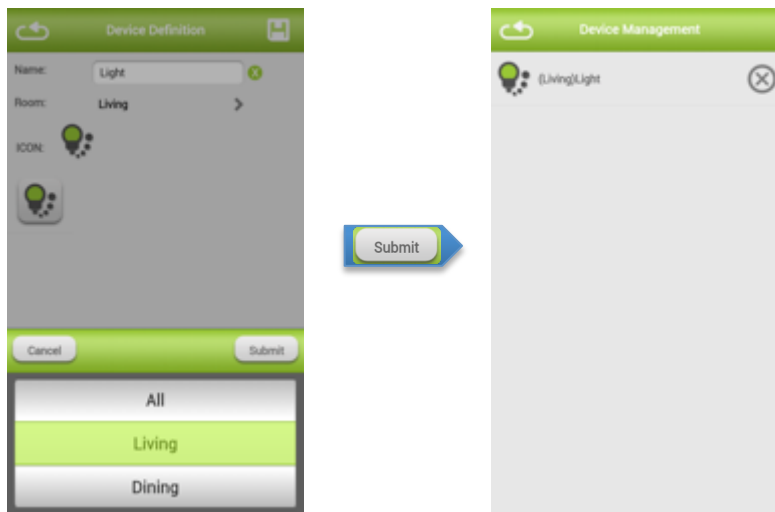 Device Definition
Name: Light
Room: Living
ICON:
Cancel Submit
All
Living
Dining
Submit
Device Management
(Living)Light